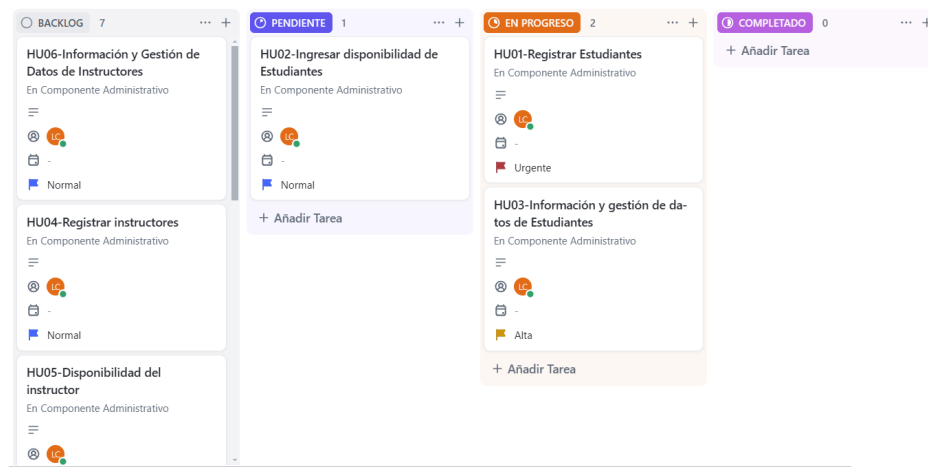 BACKLOG 7 ... +
HU06-Información y Gestión de
Datos de Instructores
En Componente Administrativo
LC
-
Normal
HU04-Registrar instructores
En Componente Administrativo
LC
-
Normal
HU05-Disponibilidad del
instructor
En Componente Administrativo
LC
PENDIENTE 1 ... +
HU02-Ingresar disponibilidad de
Estudiantes
En Componente Administrativo
LC
-
Normal
+ Añadir Tarea
EN PROGRESO 2 ... +
HU01-Registrar Estudiantes
En Componente Administrativo
LC
-
Urgente
HU03-Información y gestión de da-
tos de Estudiantes
En Componente Administrativo
LC
-
Alta
+ Añadir Tarea
COMPLETADO 0 ... +
+ Añadir Tarea